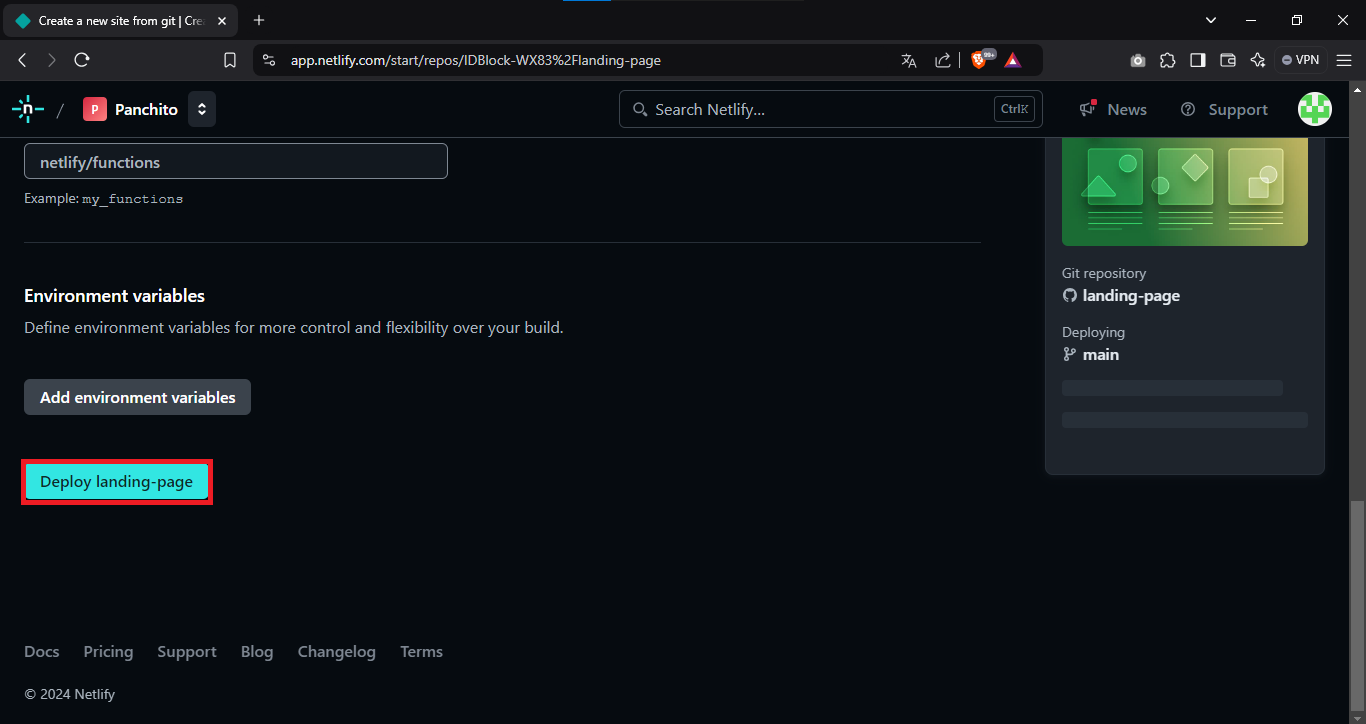 Create a new site from git | Cre
app.netlify.com/start/repos/IDBlock-WX83%2Flanding-page
99+
VPN
n / P Panchito
Search Netlify...
CtrlK
News
Support
netlify/functions
Example: my_functions
Environment variables
Define environment variables for more control and flexibility over your build.
Add environment variables
Deploy landing-page
Git repository
landing-page
Deploying
main
Docs Pricing Support Blog Changelog Terms
© 2024 Netlify